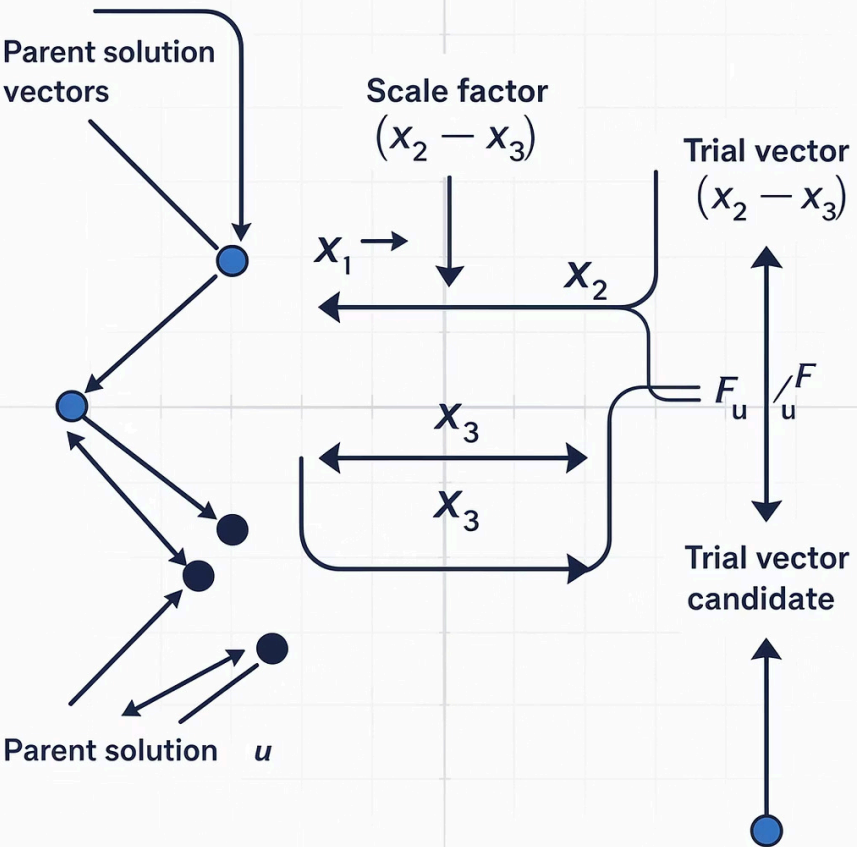 Parent solution
vectors
Scale factor
(x₂ — x₃)
Trial vector
(x₂ — x₃)
x₁
x₂
x₃
Fᵤ /ᵤF
x₃
Trial vector
candidate
Parent solution u